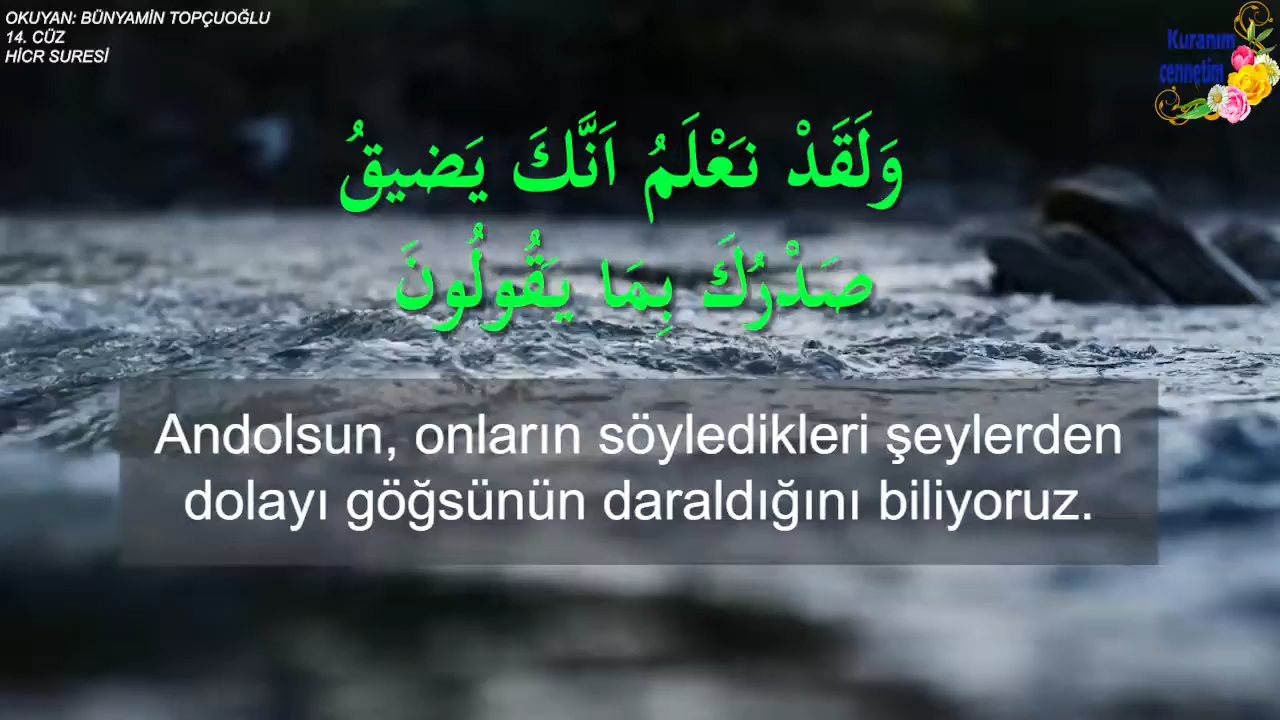 OKUYAN: BÜNYAMİN TOPÇUOĞLU
14. CÜZ
HİCR SURESİ
Kuranım
cennetim
وَلَقَدْ نَعْلَمُ اَنَّكَ يَضيقُ
صَدْرُكَ بِمَا يَقُولُونَ
Andolsun, onların söyledikleri şeylerden
dolayı göğsünün daraldığını biliyoruz.